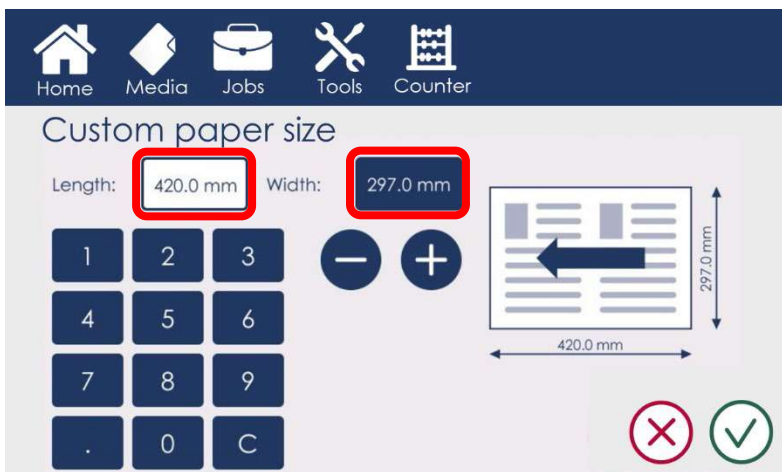 Home Media Jobs Tools Counter
Custom paper size
Length: 420.0 mm Width: 297.0 mm
1 2 3
4 5 6
7 8 9
. 0 C
297.0 mm
420.0 mm